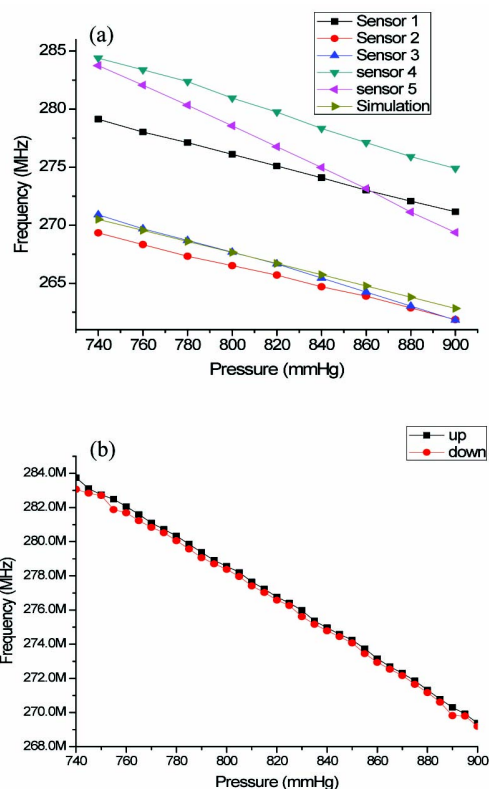 (a)
Sensor 1
Sensor 2
Sensor 3
sensor 4
sensor 5
Simulation
285
280
275
270
265
Frequency (MHz)
740 760 780 800 820 840 860 880 900
Pressure (mmHg)
(b)
up
down
284.0M
282.0M
280.0M
278.0M
276.0M
274.0M
272.0M
270.0M
268.0M
Frequency (MHz)
740 760 780 800 820 840 860 880 900
Pressure (mmHg)